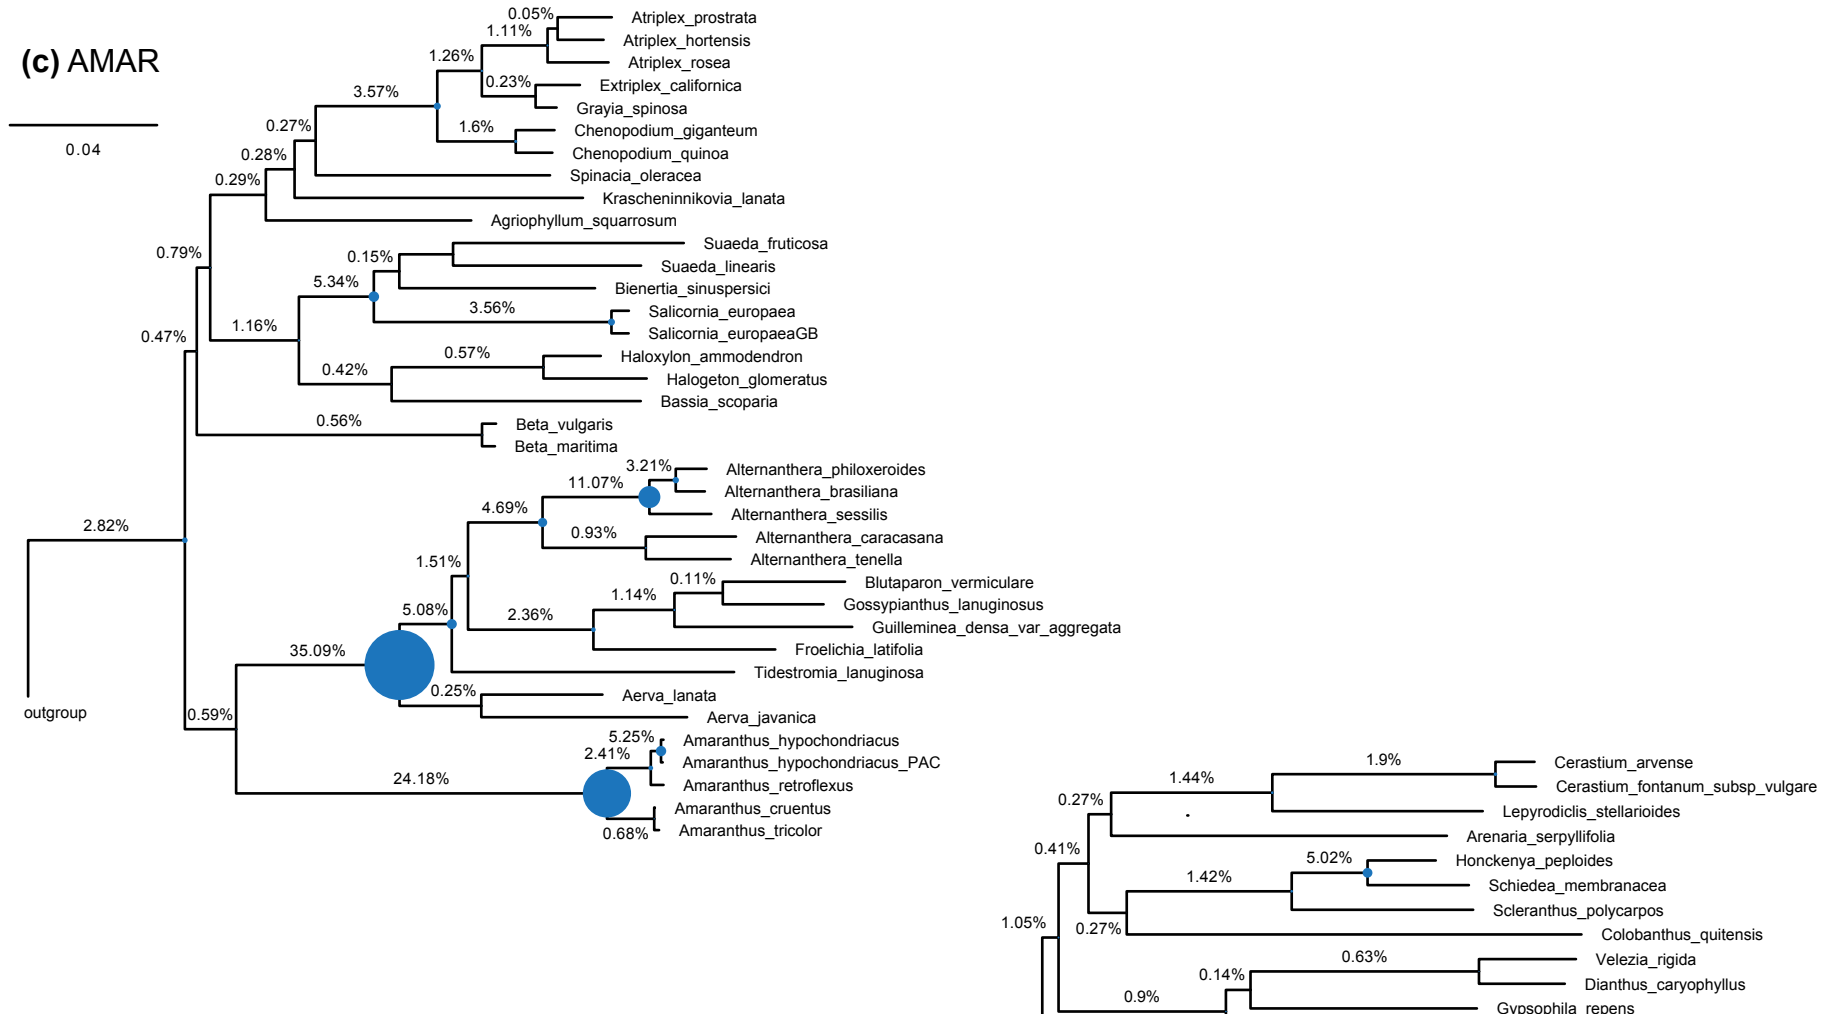 (c) AMAR
0.04
0.05%
Atriplex_prostrata
1.11%
Atriplex_hortensis
1.26%
Atriplex_rosea
0.23%
Extriplex_californica
3.57%
Grayia_spinosa
1.6%
Chenopodium_giganteum
0.27%
Chenopodium_quinoa
0.28%
Spinacia_oleracea
0.29%
Krascheninnikovia_lanata
Agriophyllum_squarrosum
0.79%
0.15%
Suaeda_fruticosa
Suaeda_linearis
5.34%
Bienertia_sinuspersici
3.56%
Salicornia_europaea
1.16%
Salicornia_europaeaGB
0.47%
0.57%
Haloxylon_ammodendron
0.42%
Halogeton_glomeratus
Bassia_scoparia
0.56%
Beta_vulgaris
Beta_maritima
3.21%
Alternanthera_philoxeroides
11.07%
Alternanthera_brasiliana
4.69%
Alternanthera_sessilis
2.82%
0.93%
Alternanthera_caracasana
Alternanthera_tenella
1.51%
0.11%
Blutaparon_vermiculare
1.14%
Gossypianthus_lanuginosus
5.08%
2.36%
Guilleminea_densa_var_aggregata
35.09%
Froelichia_latifolia
Tidestromia_lanuginosa
0.25%
Aerva_lanata
outgroup
0.59%
Aerva_javanica
5.25%
Amaranthus_hypochondriacus
2.41%
Amaranthus_hypochondriacus_PAC
24.18%
Amaranthus_retroflexus
Amaranthus_cruentus
0.68%
Amaranthus_tricolor
1.9%
Cerastium_arvense
1.44%
Cerastium_fontanum_subsp_vulgare
0.27%
Lepyrodiclis_stellarioides
Arenaria_serpyllifolia
0.41%
5.02%
Honckenya_peploides
1.42%
Schiedea_membranacea
Scleranthus_polycarpos
1.05%
0.27%
Colobanthus_quitensis
0.63%
Velezia_rigida
0.14%
Dianthus_caryophyllus
0.9%
Gypsophila_repens